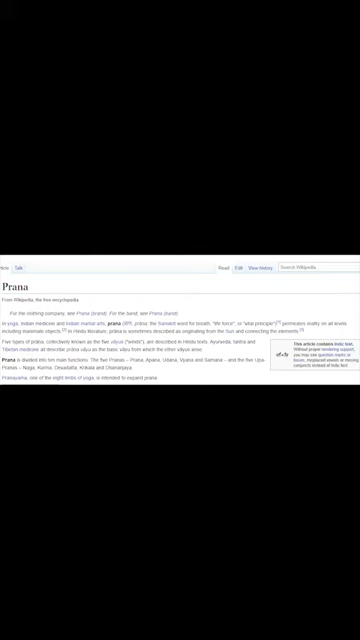 Article Talk Read Edit View history Search Wikipedia
Prana
From Wikipedia, the free encyclopedia
For the clothing company, see Prana (brand). For the band, see Prana (band).
In yoga, Indian medicine and Indian martial arts, prana (प्राण, prāṇa; the Sanskrit word for breath, "life force", or "vital principle")[1] permeates reality on all levels
including inanimate objects.[2] In Hindu literature, prāṇa is sometimes described as originating from the Sun and connecting the elements.[3]
Five types of prāṇa, collectively known as the five vāyus ("winds"), are described in Hindu texts. Ayurveda, tantra and
Tibetan medicine all describe prāṇa vāyu as the basic vāyu from which the other vāyus arise.
Prana is divided into ten main functions: The five Pranas – Prana, Apana, Udana, Vyana and Samana – and the five Upa-
Pranas – Naga, Kurma, Devadatta, Krikala and Dhananjaya.
Pranayama, one of the eight limbs of yoga, is intended to expand prana.
This article contains Indic text.
Without proper rendering support,
you may see question marks or
boxes, misplaced vowels or missing
conjuncts instead of Indic text.